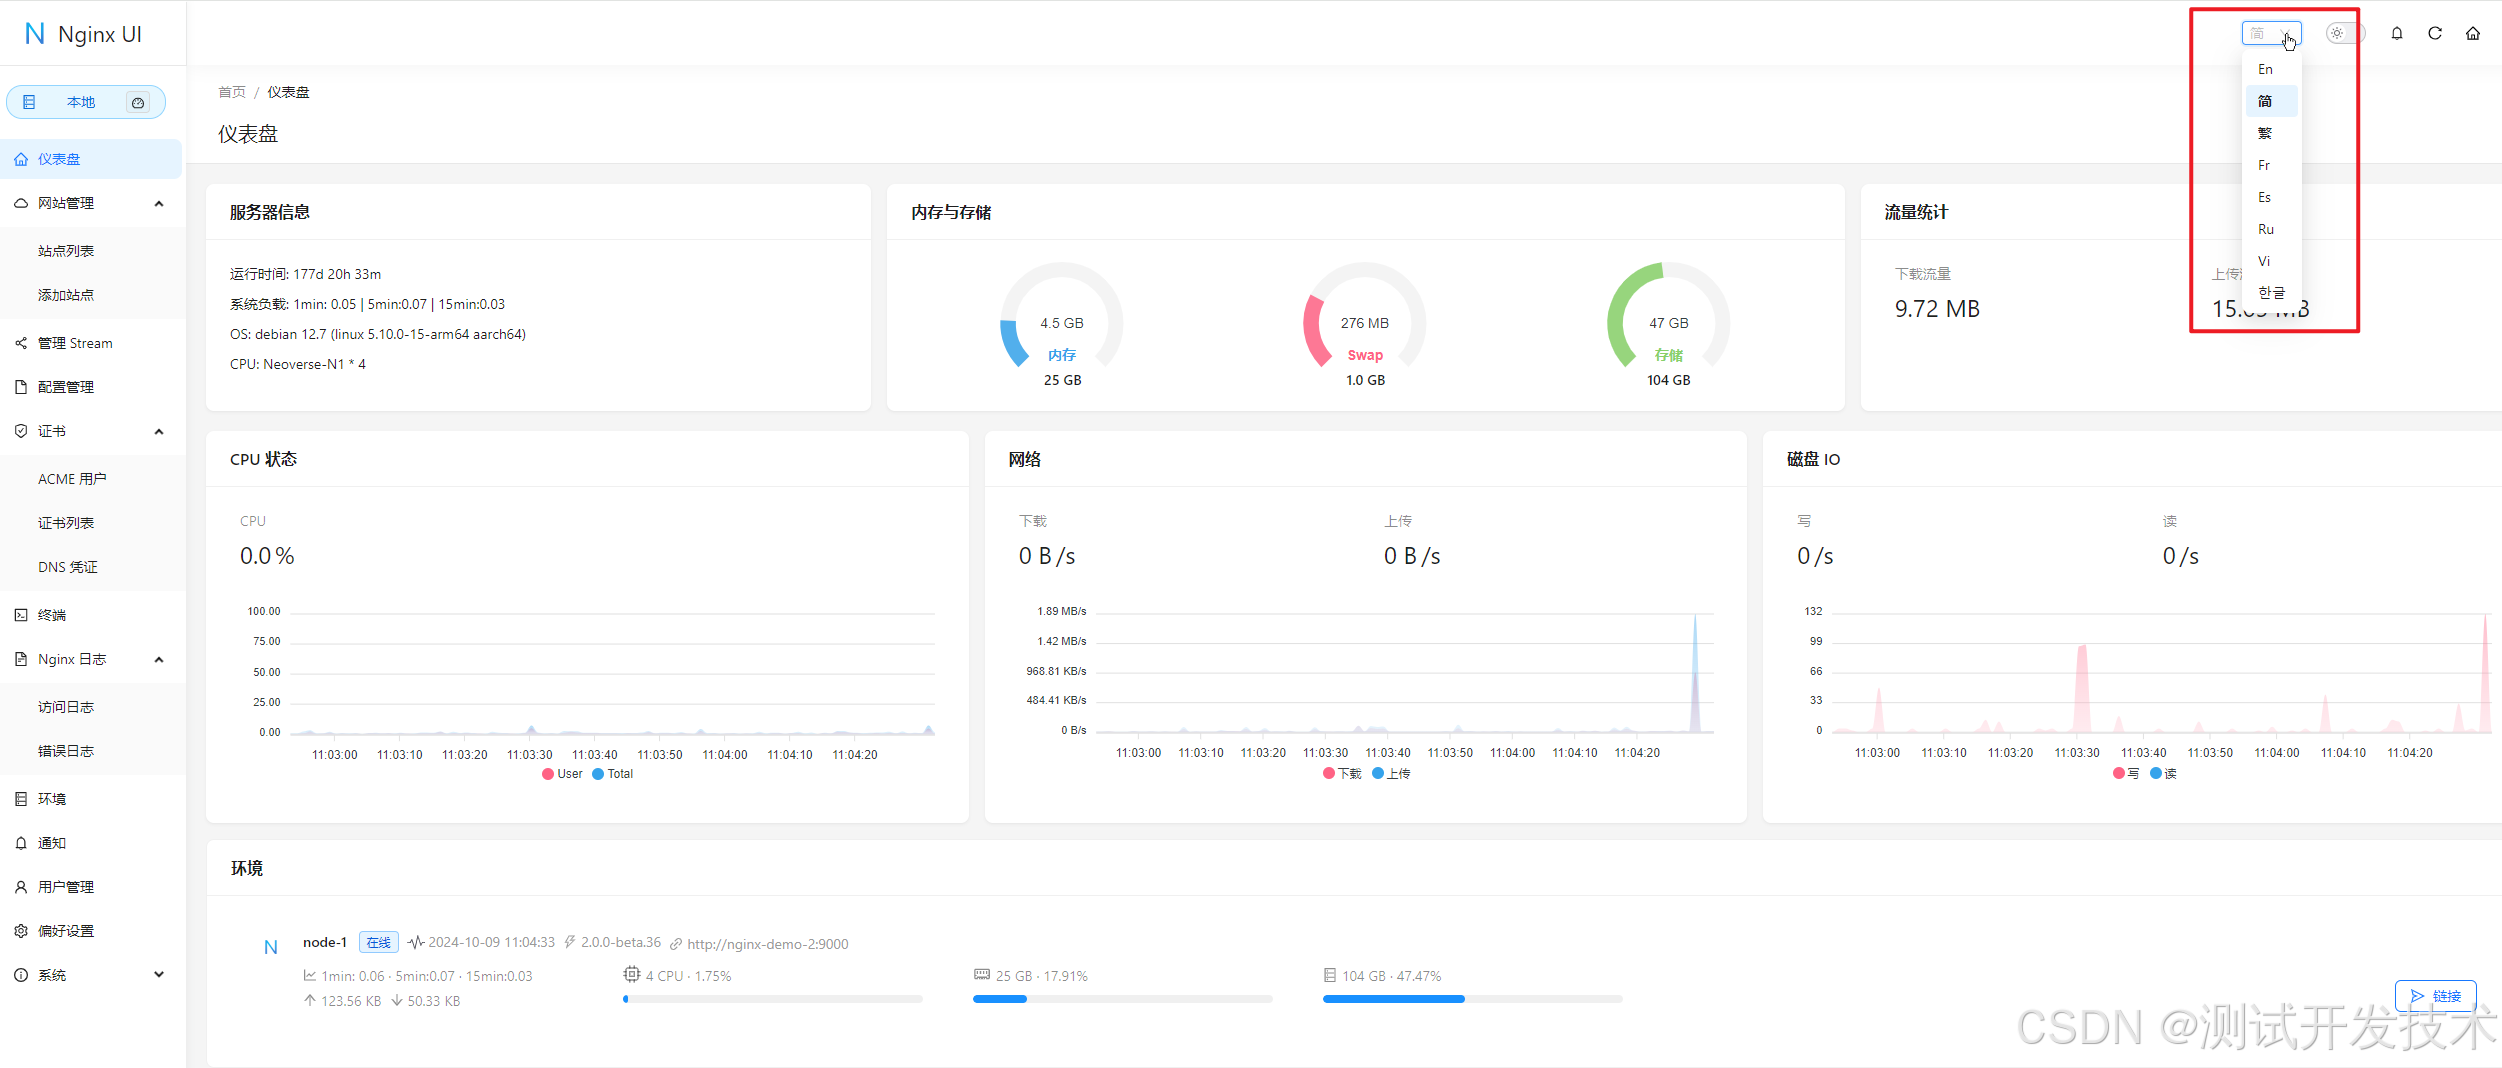 Nginx UI
简
En
简
繁
Fr
Es
Ru
Vi
한글
本地
仪表盘
网站管理
站点列表
添加站点
管理 Stream
配置管理
证书
ACME 用户
证书列表
DNS 凭证
终端
Nginx 日志
访问日志
错误日志
环境
通知
用户管理
偏好设置
系统
首页 / 仪表盘
仪表盘
服务器信息
运行时间: 177d 20h 33m
系统负载: 1min: 0.05 | 5min:0.07 | 15min:0.03
OS: debian 12.7 (linux 5.10.0-15-arm64 aarch64)
CPU: Neoverse-N1 * 4
内存与存储
4.5 GB
内存
25 GB
276 MB
Swap
1.0 GB
47 GB
存储
104 GB
流量统计
下载流量
9.72 MB
上传
MB
CPU 状态
CPU
0.0 %
100.00
75.00
50.00
25.00
0.00
11:03:00 11:03:10 11:03:20 11:03:30 11:03:40 11:03:50 11:04:00 11:04:10 11:04:20
User Total
网络
下载
0 B /s
上传
0 B /s
1.89 MB/s
1.42 MB/s
968.81 KB/s
484.41 KB/s
0 B/s
11:03:00 11:03:10 11:03:20 11:03:30 11:03:40 11:03:50 11:04:00 11:04:10 11:04:20
下载 上传
磁盘 IO
写
0 /s
读
0 /s
132
99
66
33
0
11:03:00 11:03:10 11:03:20 11:03:30 11:03:40 11:03:50 11:04:00 11:04:10 11:04:20
写 读
环境
node-1 在线 2024-10-09 11:04:33 2.0.0-beta.36 http://nginx-demo-2:9000
1min: 0.06 · 5min:0.07 · 15min:0.03 4 CPU · 1.75% 25 GB · 17.91% 104 GB · 47.47%
123.56 KB 50.33 KB
链接
CSDN @测试开发技术